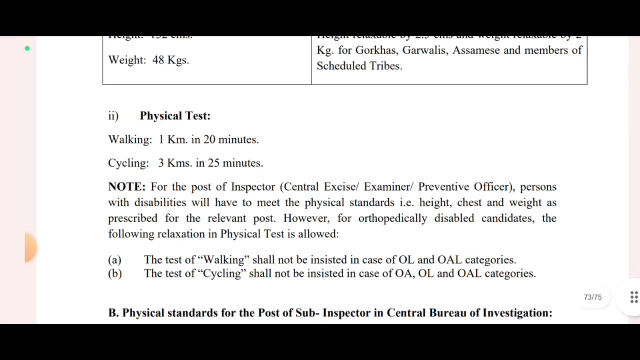 Height: 152 cms.
Height relaxable by 2.5 cms and weight relaxable by 2
Kg. for Gorkhas, Garwalis, Assamese and members of
Weight: 48 Kgs.
Scheduled Tribes.
ii) Physical Test:
Walking: 1 Km. in 20 minutes.
Cycling: 3 Kms. in 25 minutes.
NOTE: For the post of Inspector (Central Excise/ Examiner/ Preventive Officer), persons
with disabilities will have to meet the physical standards i.e. height, chest and weight as
prescribed for the relevant post. However, for orthopedically disabled candidates, the
following relaxation in Physical Test is allowed:
(a) The test of “Walking” shall not be insisted in case of OL and OAL categories.
(b) The test of “Cycling” shall not be insisted in case of OA, OL and OAL categories.
73/75
B. Physical standards for the Post of Sub- Inspector in Central Bureau of Investigation: